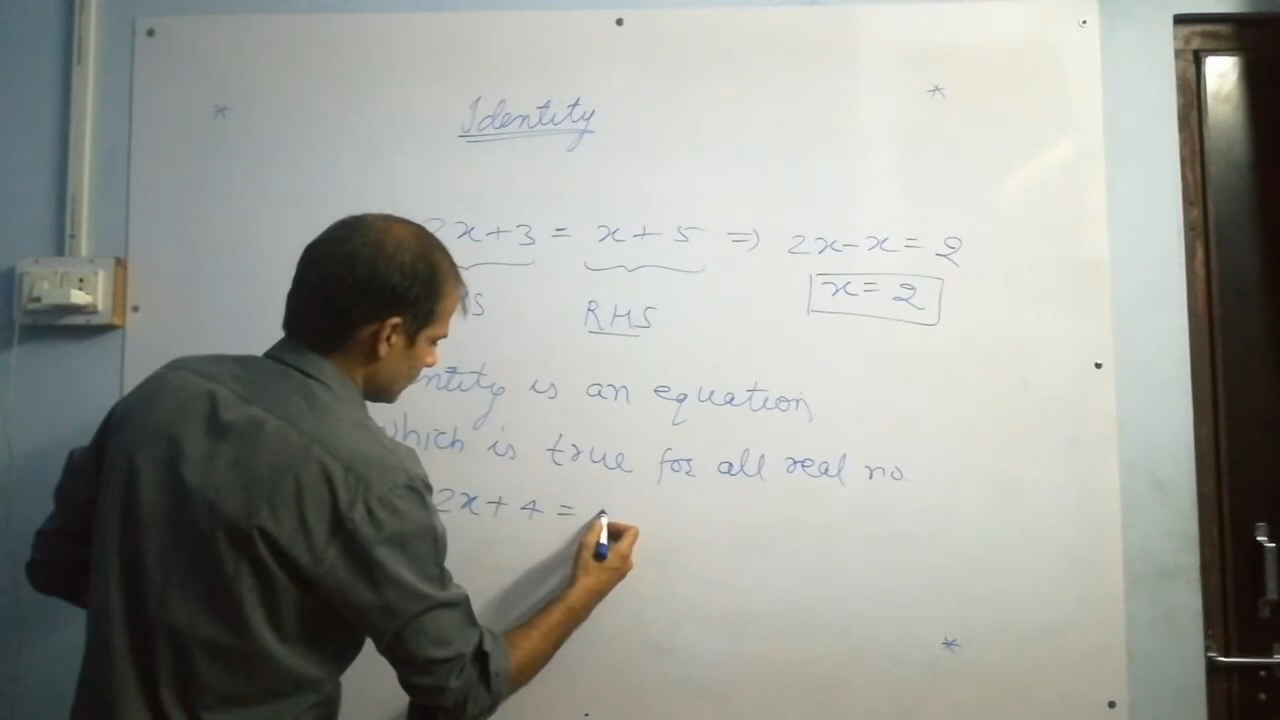 Identity
2x+3 = x+5 ⇒ 2x-x=2
x=2
RHS
is an equation,
which is true for all real no.
2x+4 =